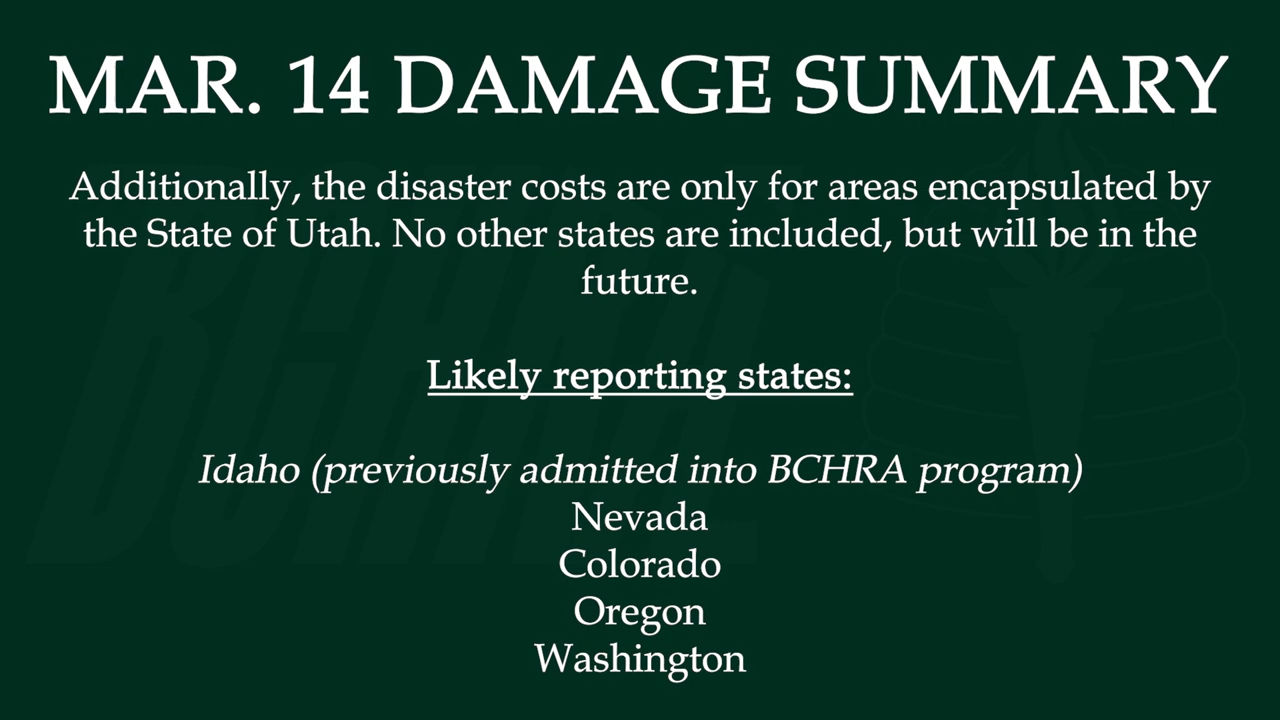 MAR. 14 DAMAGE SUMMARY
Additionally, the disaster costs are only for areas encapsulated by
the State of Utah. No other states are included, but will be in the
future.
Likely reporting states:
Idaho (previously admitted into BCHRA program)
Nevada
Colorado
Oregon
Washington